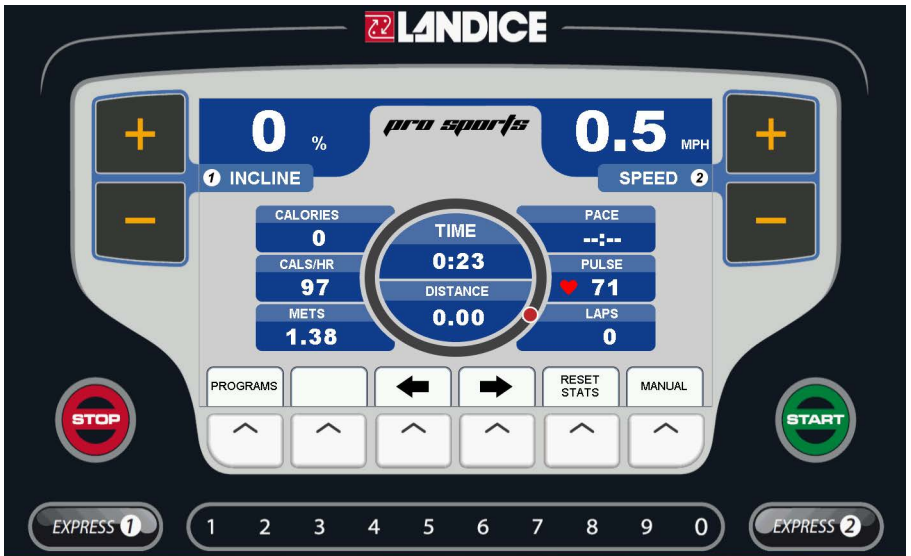 LANDICE
0 %
pro sports
0.5 MPH
1 INCLINE
SPEED 2
CALORIES
0
CALS/HR
97
METS
1.38
TIME
0:23
DISTANCE
0.00
PACE
--:--
PULSE
71
LAPS
0
PROGRAMS
RESET
STATS
MANUAL
STOP
START
EXPRESS 1
1 2 3 4 5 6 7 8 9 0
EXPRESS 2